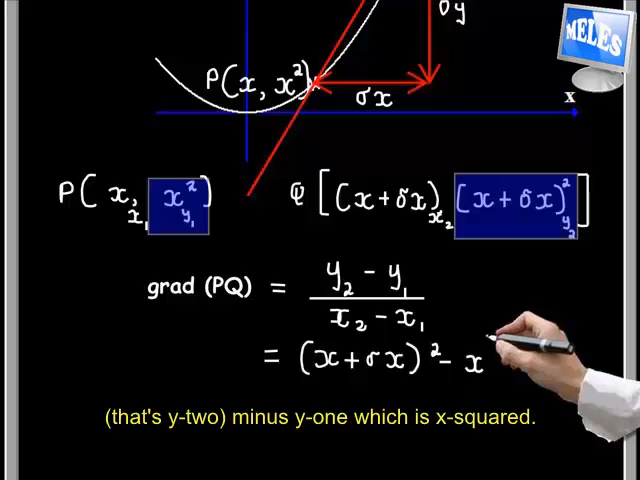 δy
MELES
P(x, x²)
δx
x
P( x, x² ) Q [ (x + δx), (x + δx)² ]
x₁ y₁ x₂ y₂
grad (PQ) = y₂ - y₁
x₂ - x₁
= (x + δx)² - x
(that's y-two) minus y-one which is x-squared.